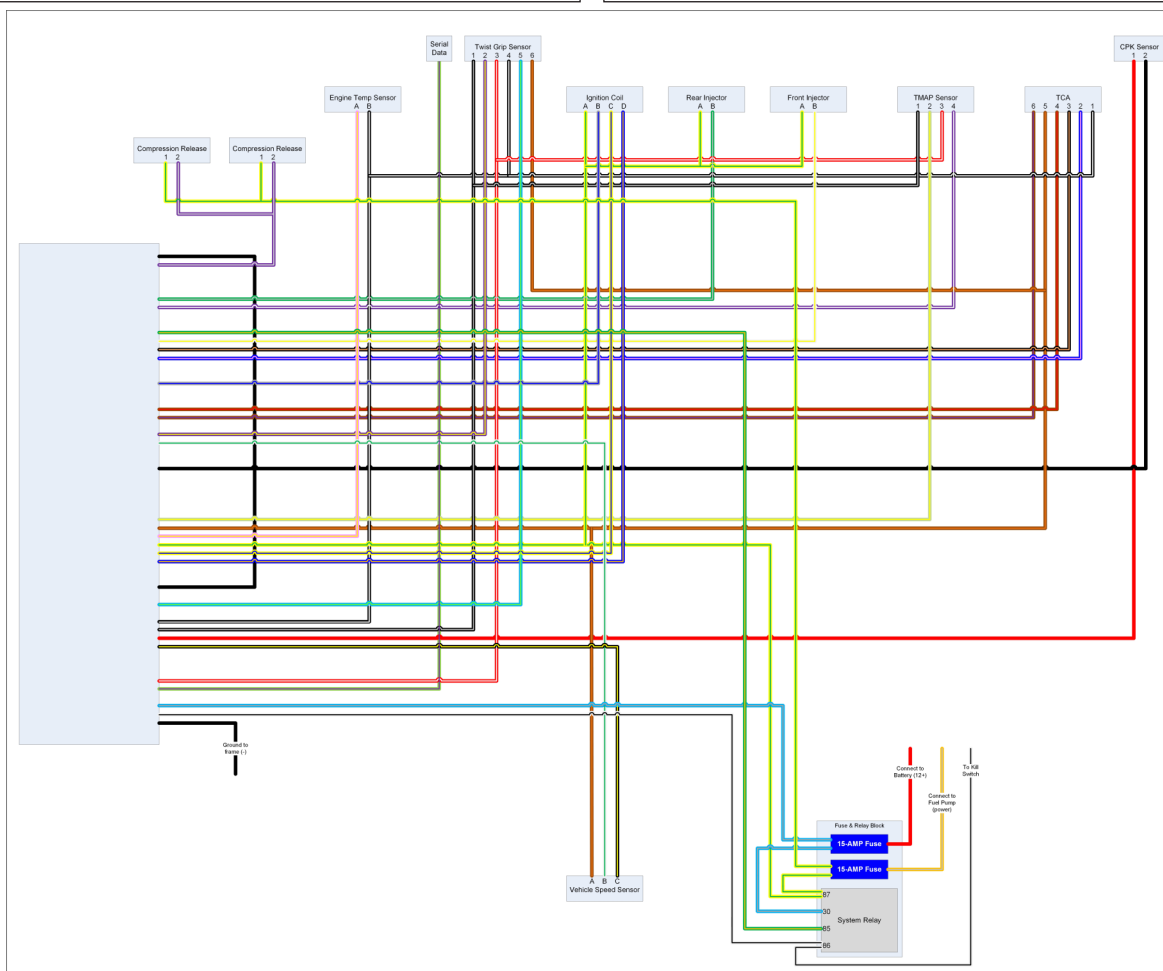 Serial
Data
Twist Grip Sensor
1 2 3 4 5 6
CPK Sensor
1 2
Engine Temp Sensor
A B
Ignition Coil
A B C D
Rear Injector
A B
Front Injector
A B
TMAP Sensor
1 2 3 4
TCA
6 5 4 3 2 1
Compression Release
1 2
Compression Release
1 2
Ground to
frame (-)
Connect to
Battery (12+)
Connect to
Fuel Pump
(power)
To Kill
Switch
Fuse & Relay Block
15-AMP Fuse
15-AMP Fuse
87
30
System Relay
85
86
A B C
Vehicle Speed Sensor